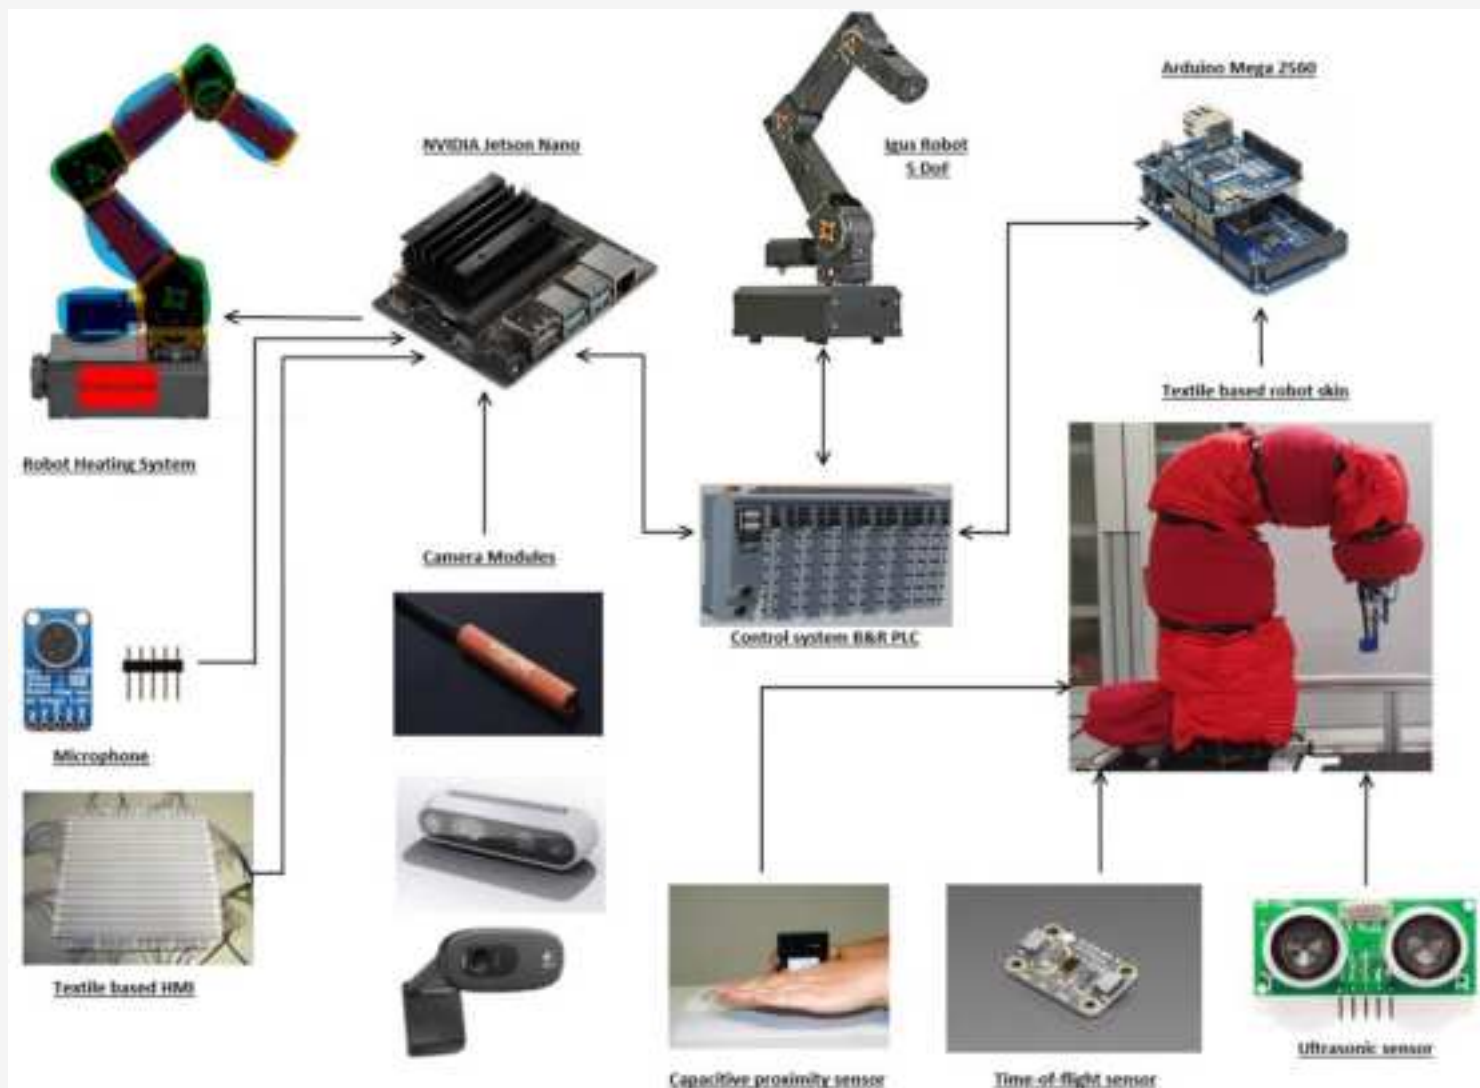 Arduino Mega 2560
NVIDIA Jetson Nano
Igus Robot
5 DoF
Textile based robot skin
Robot Heating System
Camera Modules
Control system B&R PLC
Microphone
Textile based HMI
Ultrasonic sensor
Capacitive proximity sensor
Time-of-flight sensor